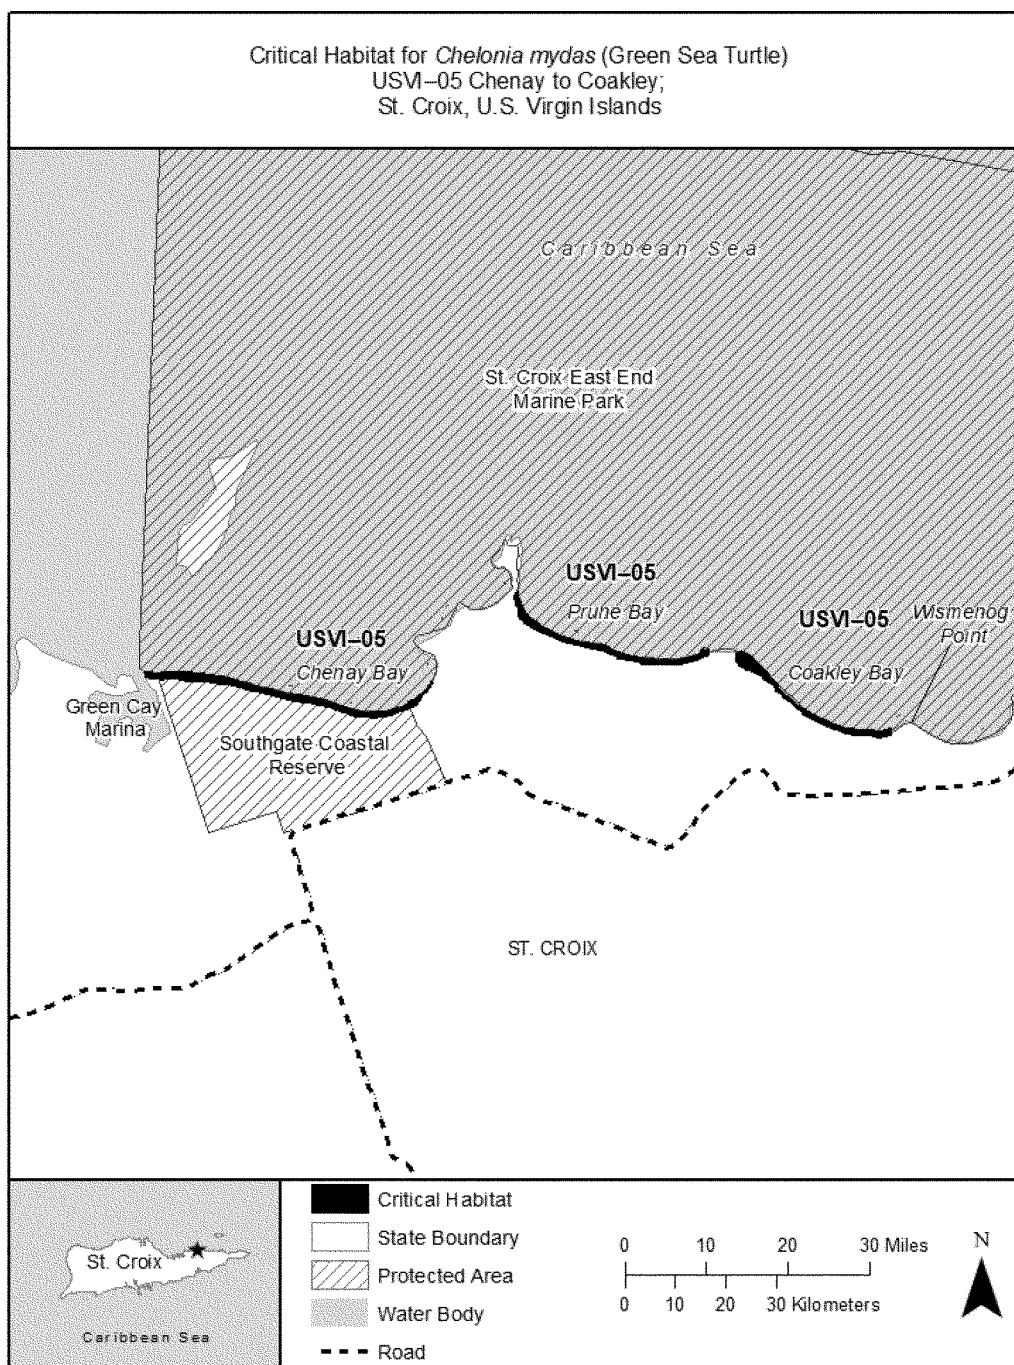 Critical Habitat for Chelonia mydas (Green Sea Turtle)
USVI–05 Chenay to Coakley;
St. Croix, U.S. Virgin Islands
Caribbean Sea
St. Croix East End
Marine Park
USVI–05
Prune Bay
USVI–05
Coakley Bay
Wismenog
Point
USVI–05
Chenay Bay
Green Cay
Marina
Southgate Coastal
Reserve
ST. CROIX
St. Croix
Caribbean Sea
Critical Habitat
State Boundary
Protected Area
Water Body
Road
0 10 20 30 Miles
0 10 20 30 Kilometers
N